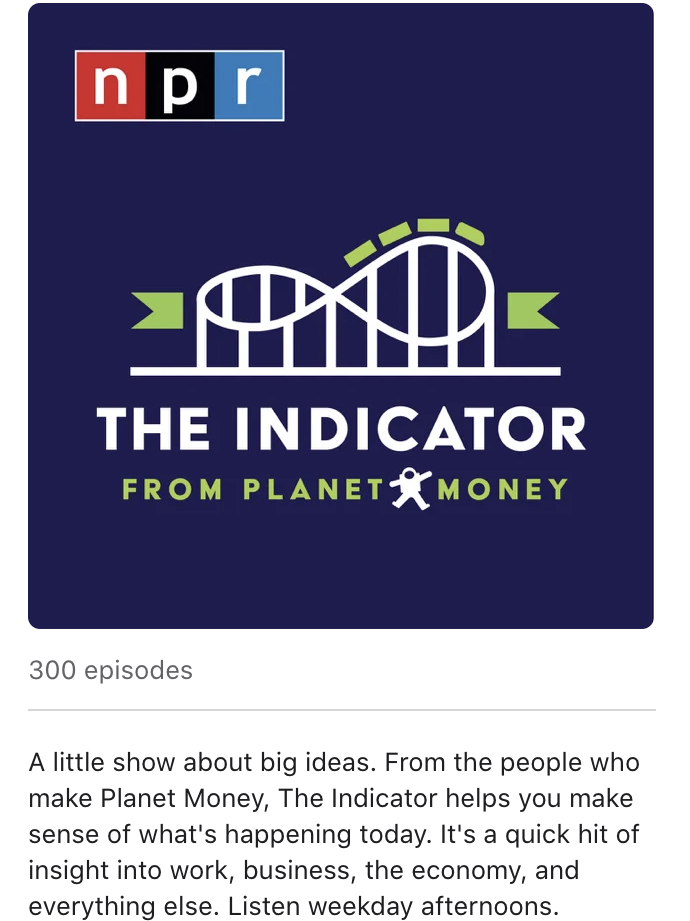 npr
THE INDICATOR
FROM PLANET MONEY
300 episodes
A little show about big ideas. From the people who
make Planet Money, The Indicator helps you make
sense of what's happening today. It's a quick hit of
insight into work, business, the economy, and
everything else. Listen weekday afternoons.